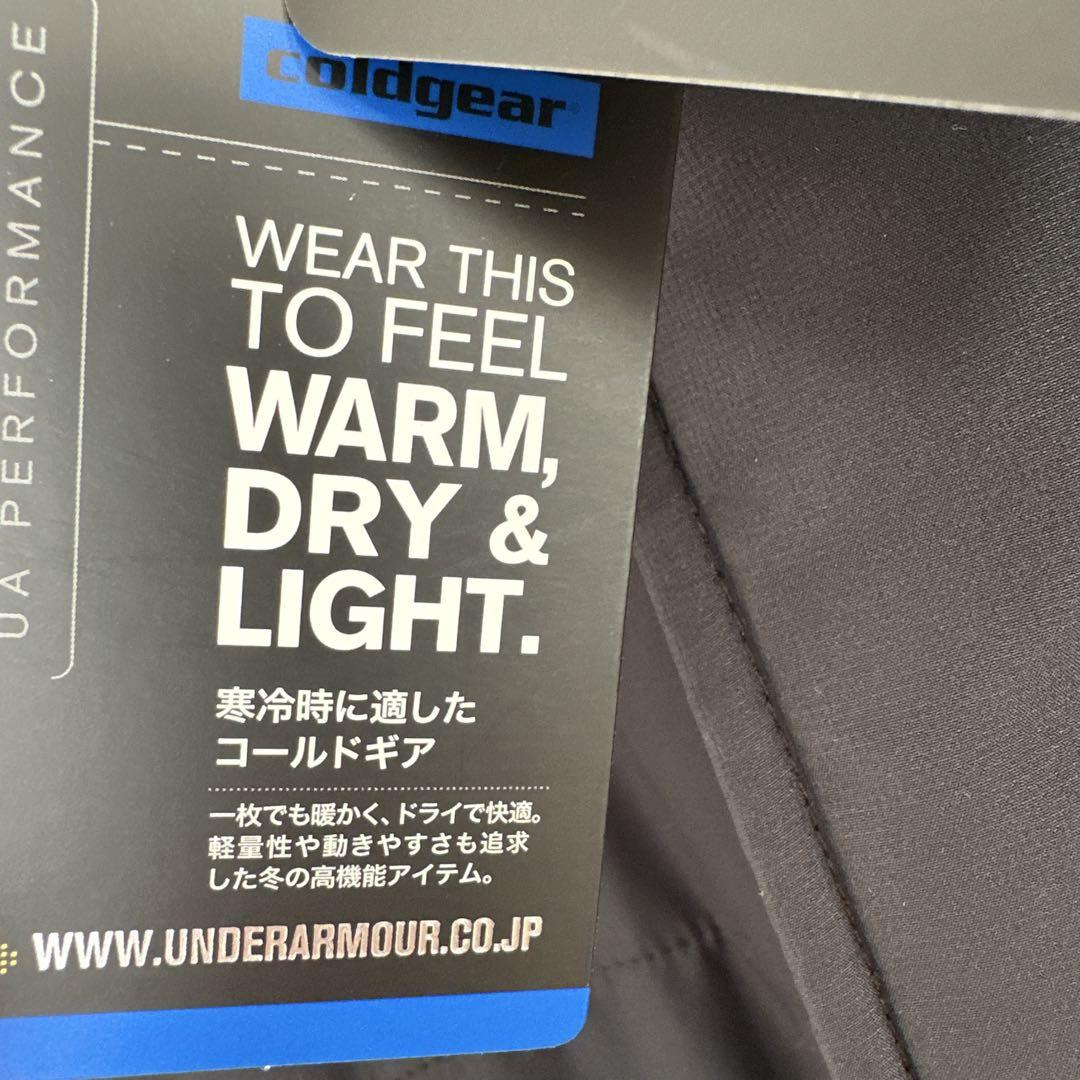 coldgear
UA PERFORMANCE
WEAR THIS
TO FEEL
WARM,
DRY &
LIGHT.
寒冷時に適した
コールドギア
一枚でも暖かく、ドライで快適。
軽量性や動きやすさも追求
した冬の高機能アイテム。
WWW.UNDERARMOUR.CO.JP